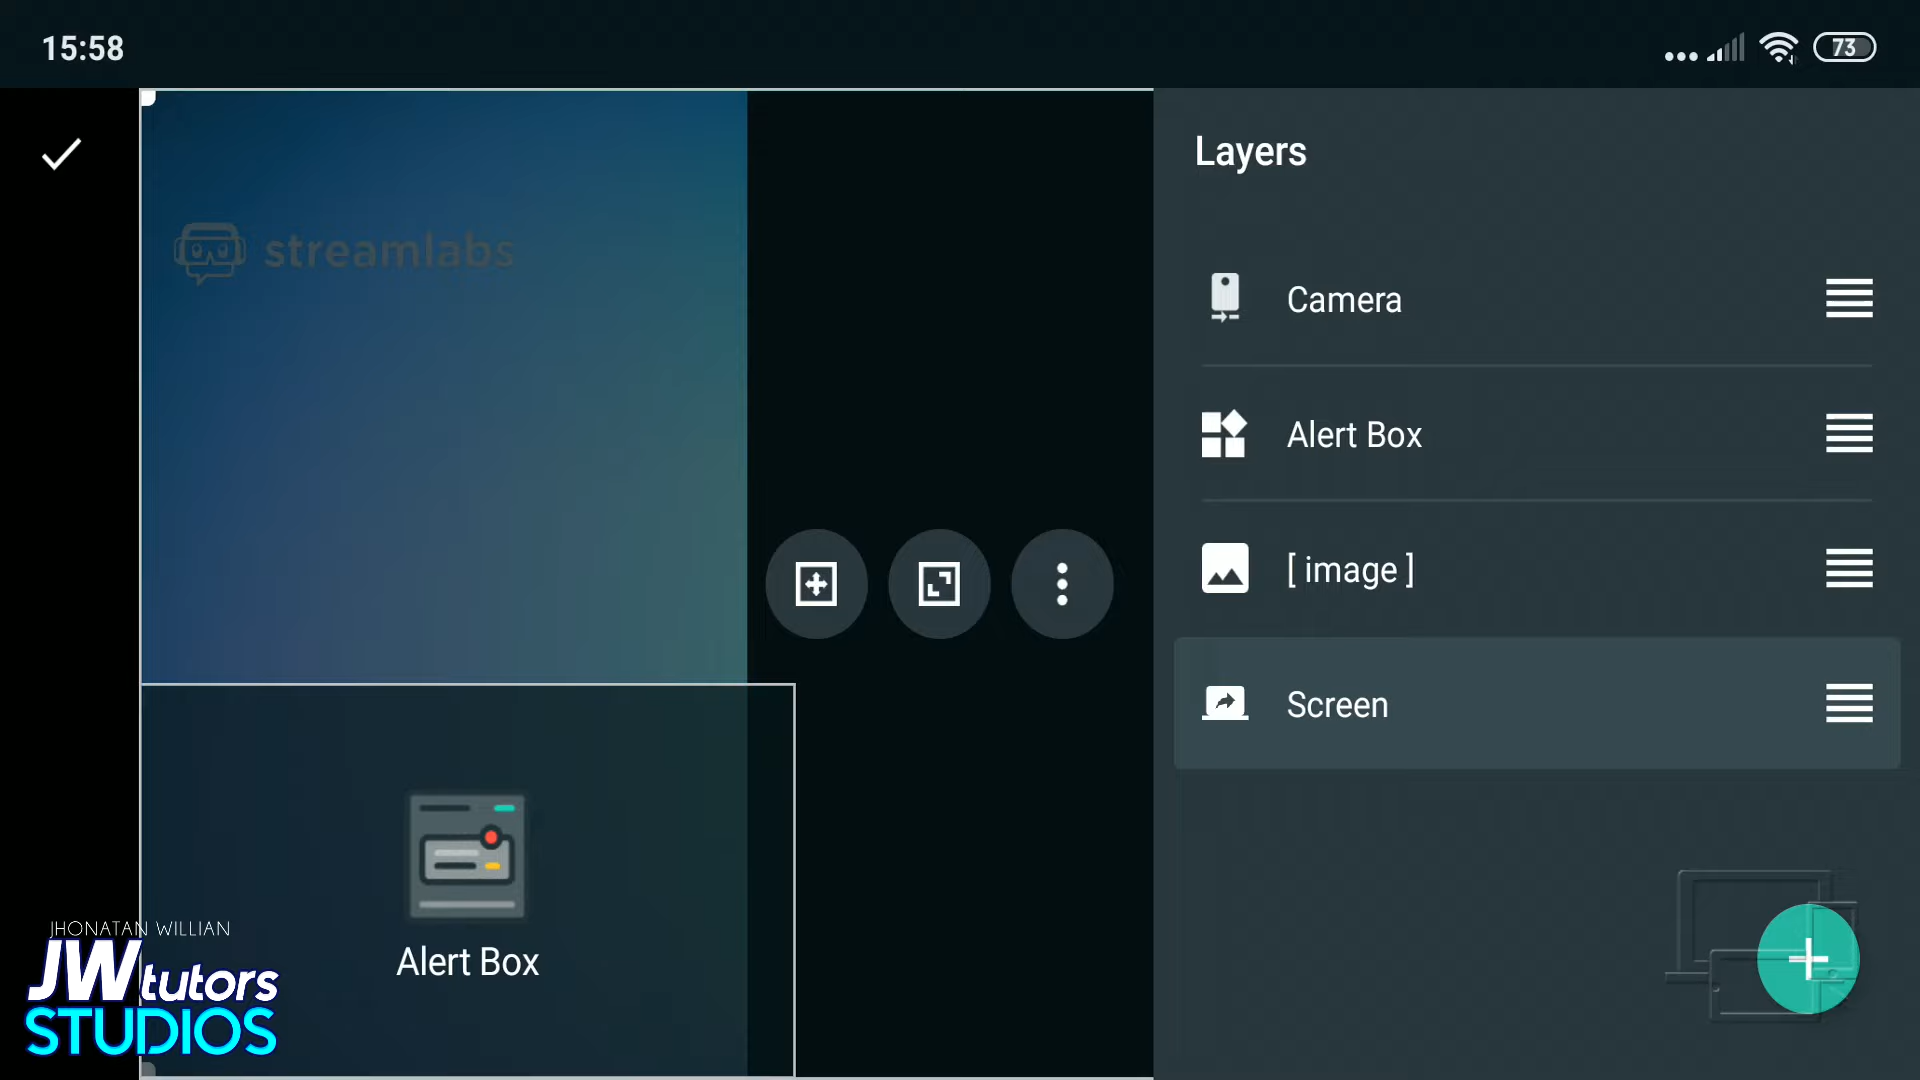 15:58
73
Layers
streamlabs
Camera
Alert Box
[ image ]
Screen
Alert Box
JHONATAN WILLIAN
JWtutors
STUDIOS